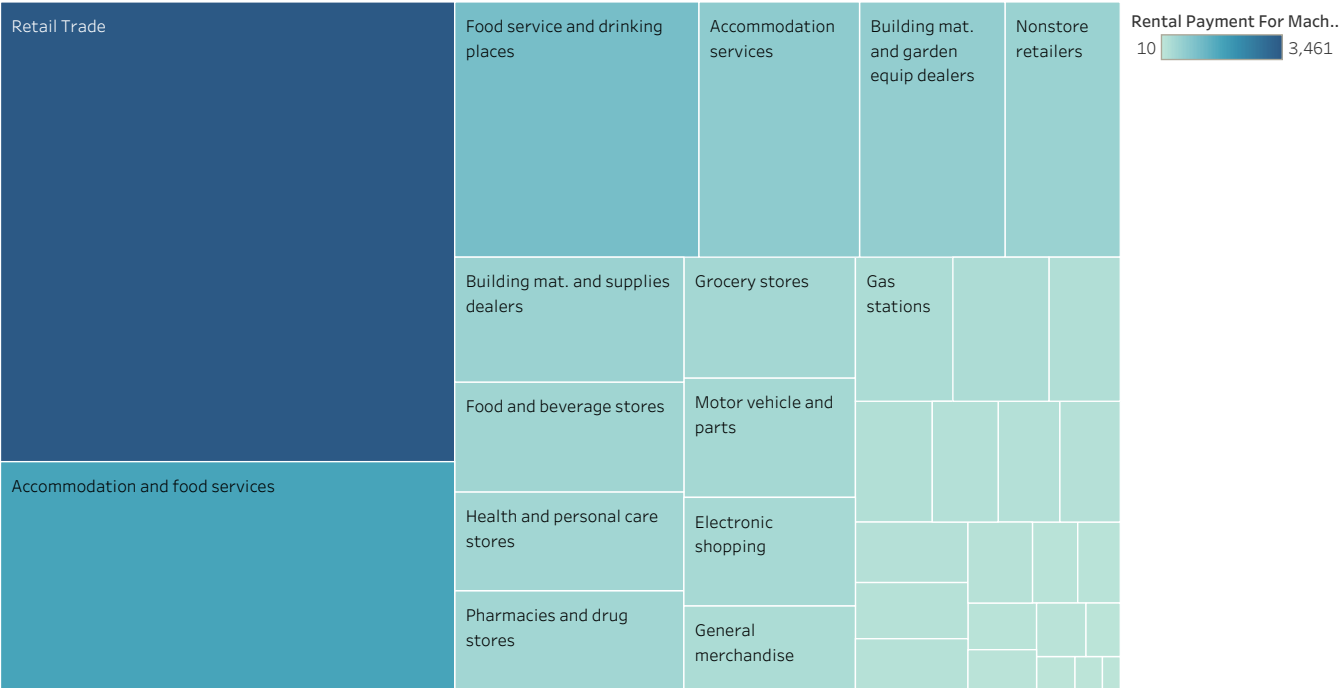 Retail Trade
Accommodation and food services
Food service and drinking
places
Accommodation
services
Building mat.
and garden
equip dealers
Nonstore
retailers
Building mat. and supplies
dealers
Food and beverage stores
Health and personal care
stores
Pharmacies and drug
stores
Grocery stores
Motor vehicle and
parts
Electronic
shopping
General
merchandise
Gas
stations
Rental Payment For Mach..
10 3,461